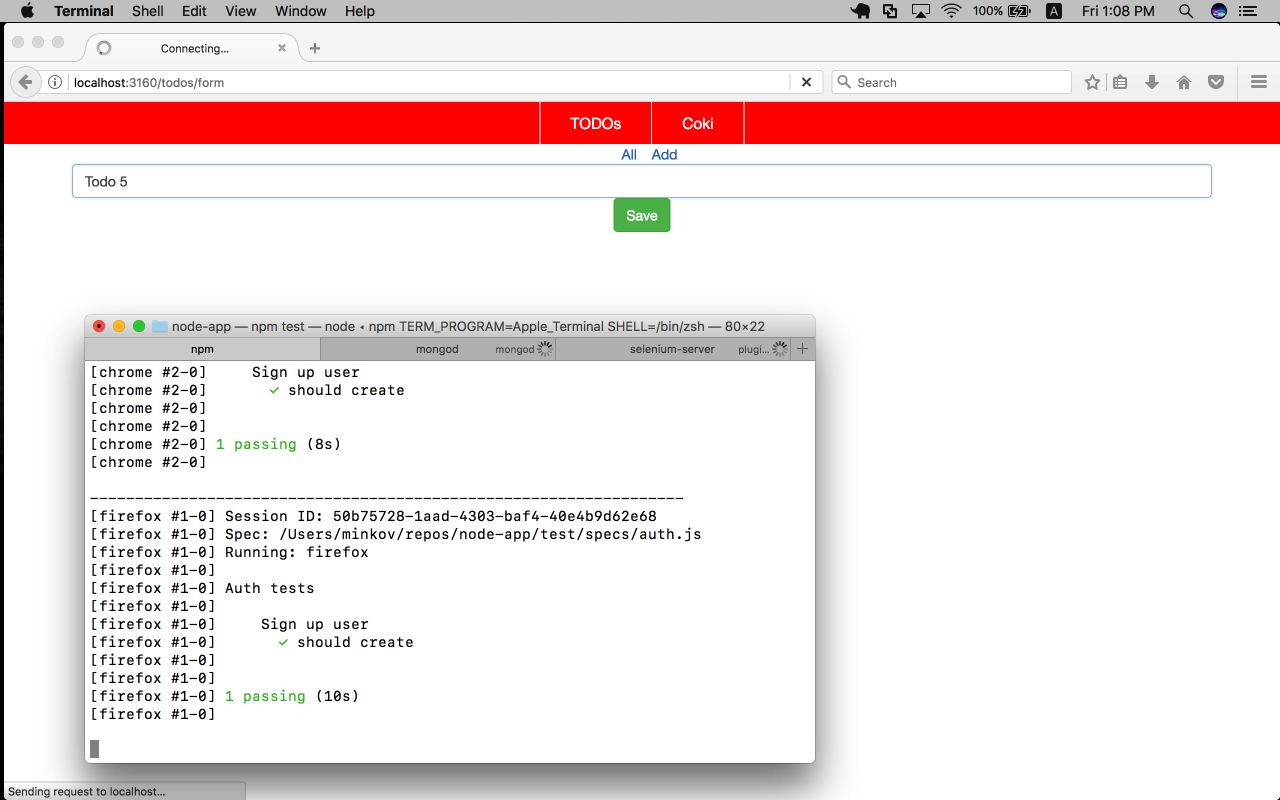 Terminal Shell Edit View Window Help 100% A Fri 1:08 PM
Connecting...
localhost:3160/todos/form Search
TODOs Coki
All Add
Todo 5
Save
node-app — npm test — node ◂ npm TERM_PROGRAM=Apple_Terminal SHELL=/bin/zsh — 80×22
npm mongod mongod selenium-server plugi...
[chrome #2-0]     Sign up user
[chrome #2-0]       ✓ should create
[chrome #2-0]
[chrome #2-0]
[chrome #2-0] 1 passing (8s)
[chrome #2-0]
------------------------------------------------------------------
[firefox #1-0] Session ID: 50b75728-1aad-4303-baf4-40e4b9d62e68
[firefox #1-0] Spec: /Users/minkov/repos/node-app/test/specs/auth.js
[firefox #1-0] Running: firefox
[firefox #1-0]
[firefox #1-0] Auth tests
[firefox #1-0]
[firefox #1-0]     Sign up user
[firefox #1-0]       ✓ should create
[firefox #1-0]
[firefox #1-0]
[firefox #1-0] 1 passing (10s)
[firefox #1-0]
Sending request to localhost...